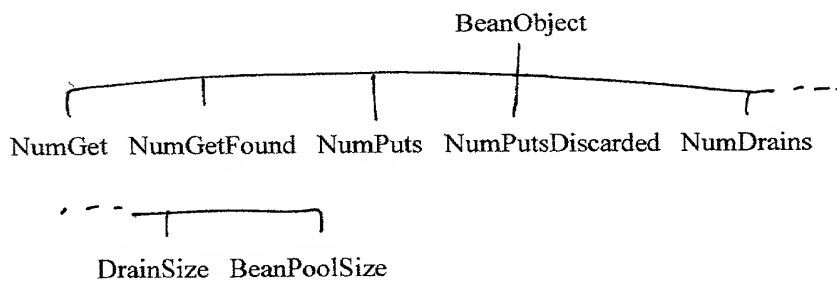 BeanObject
NumGet NumGetFound NumPuts NumPutsDiscarded NumDrains
DrainSize BeanPoolSize